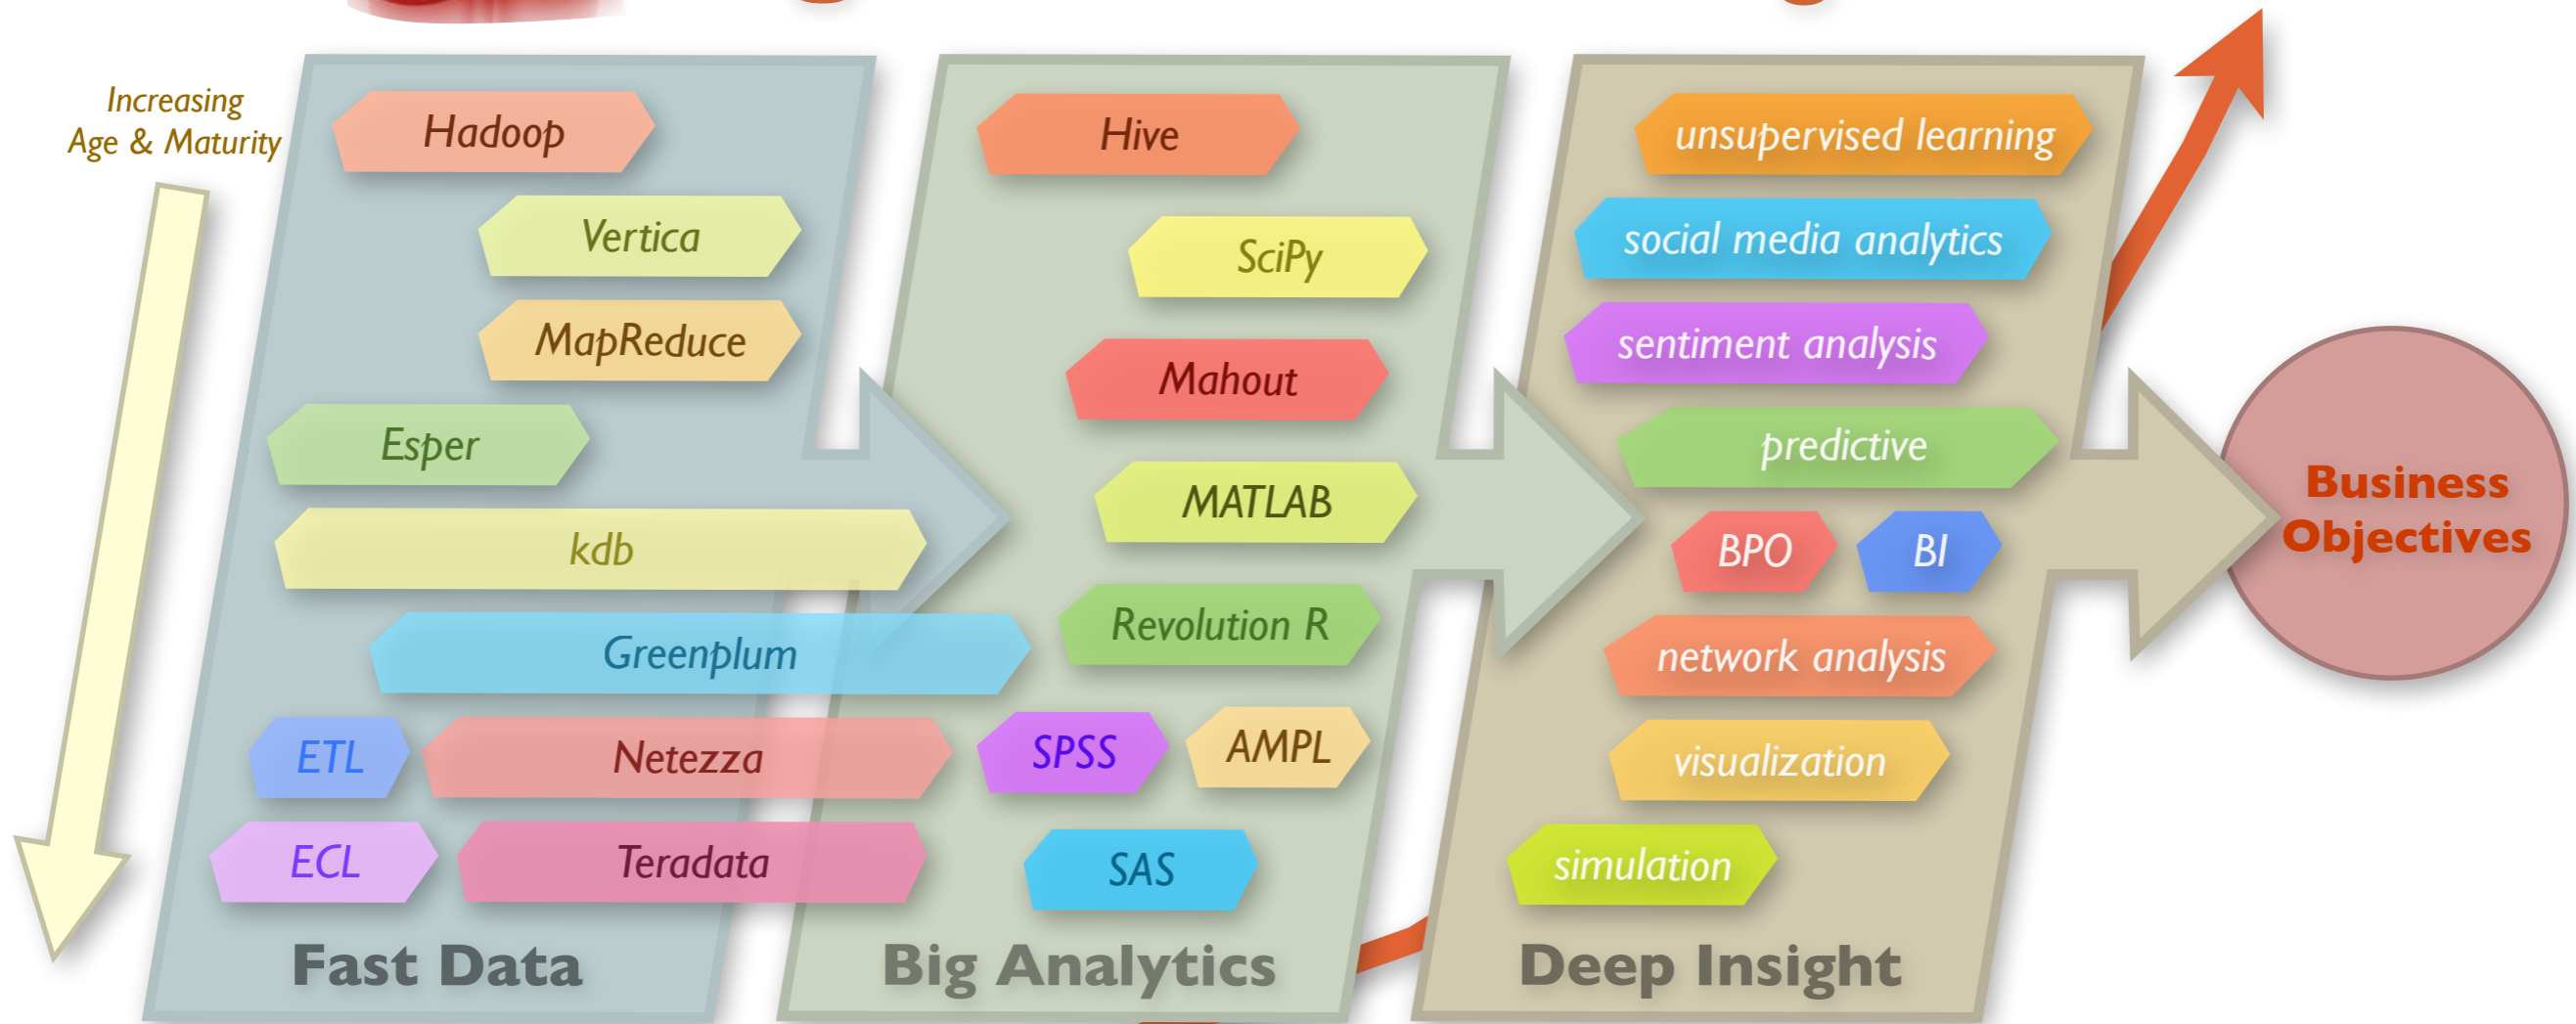 Increasing
Age & Maturity
Hadoop
Vertica
MapReduce
Esper
kdb
Greenplum
ETL
Netezza
ECL
Teradata
Fast Data
Hive
SciPy
Mahout
MATLAB
Revolution R
SPSS
AMPL
SAS
Big Analytics
unsupervised learning
social media analytics
sentiment analysis
predictive
BPO
BI
network analysis
visualization
simulation
Deep Insight
Business
Objectives